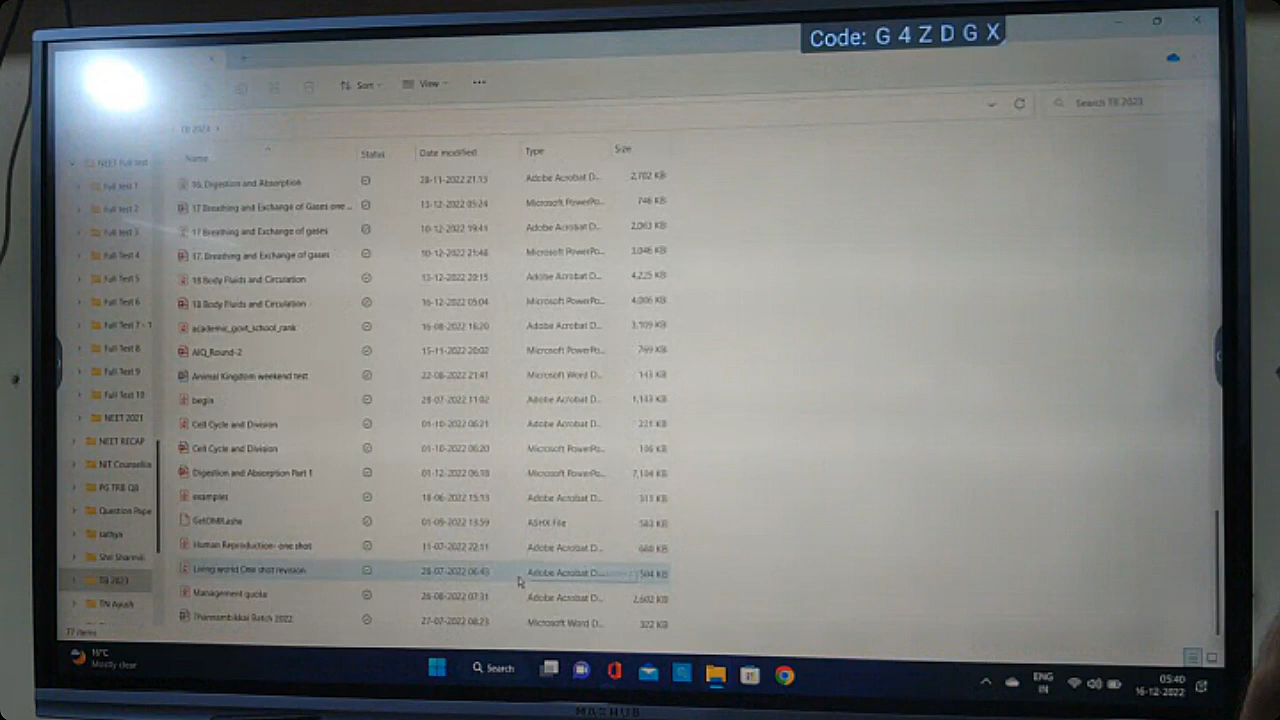 Code: G 4 Z D G X
Sort
View
TB 2023
Search TB 2023
Name Status Date modified Type Size
16. Digestion and Absorption 28-11-2022 21:13 Adobe Acrobat D... 2,702 KB
17 Breathing and Exchange of Gases one ... 13-12-2022 05:24 Microsoft PowerPo... 746 KB
17 Breathing and Exchange of gases 10-12-2022 19:41 Adobe Acrobat D... 2,063 KB
17. Breathing and Exchange of gases 10-12-2022 21:48 Microsoft PowerPo... 3,046 KB
18 Body Fluids and Circulation 13-12-2022 20:15 Adobe Acrobat D... 4,225 KB
18 Body Fluids and Circulation 16-12-2022 05:04 Microsoft PowerPo... 4,006 KB
academic_govt_school_rank 16-08-2022 16:20 Adobe Acrobat D... 3,109 KB
AIQ_Round-2 15-11-2022 20:02 Microsoft PowerPo... 769 KB
Animal Kingdom weekend test 22-08-2022 21:41 Microsoft Word D... 143 KB
begin 28-07-2022 11:02 Adobe Acrobat D... 1,143 KB
Cell Cycle and Division 01-10-2022 06:21 Adobe Acrobat D... 221 KB
Cell Cycle and Division 01-10-2022 06:20 Microsoft PowerPo... 136 KB
Digestion and Absorption Part 1 01-12-2022 06:18 Microsoft PowerPo... 7,104 KB
examples 18-06-2022 15:13 Adobe Acrobat D... 313 KB
GetOMR.ashx 01-09-2022 13:59 ASHX File 582 KB
Human Reproduction- one shot 11-07-2022 22:11 Adobe Acrobat D... 660 KB
Living world One shot revision 28-07-2022 06:43 Adobe Acrobat D... 504 KB
Management quota 26-08-2022 07:31 Adobe Acrobat D... 2,602 KB
Thannambikkai Batch 2022 27-07-2022 08:23 Microsoft Word D... 322 KB
NEET Full test
Full Test 1
Full Test 2
Full Test 3
Full Test 4
Full Test 5
Full Test 6
Full Test 7 - 1
Full Test 8
Full Test 9
Full Test 10
NEET 2021
NEET RECAP
NIT Counsellin
PG TRB QB
Question Pape
sathya
Shri Sharmil
TB 2023
TN Ayush
77 items
16°C
Mostly clear
Search
ENG
IN
05:40
16-12-2022
MAXHUB